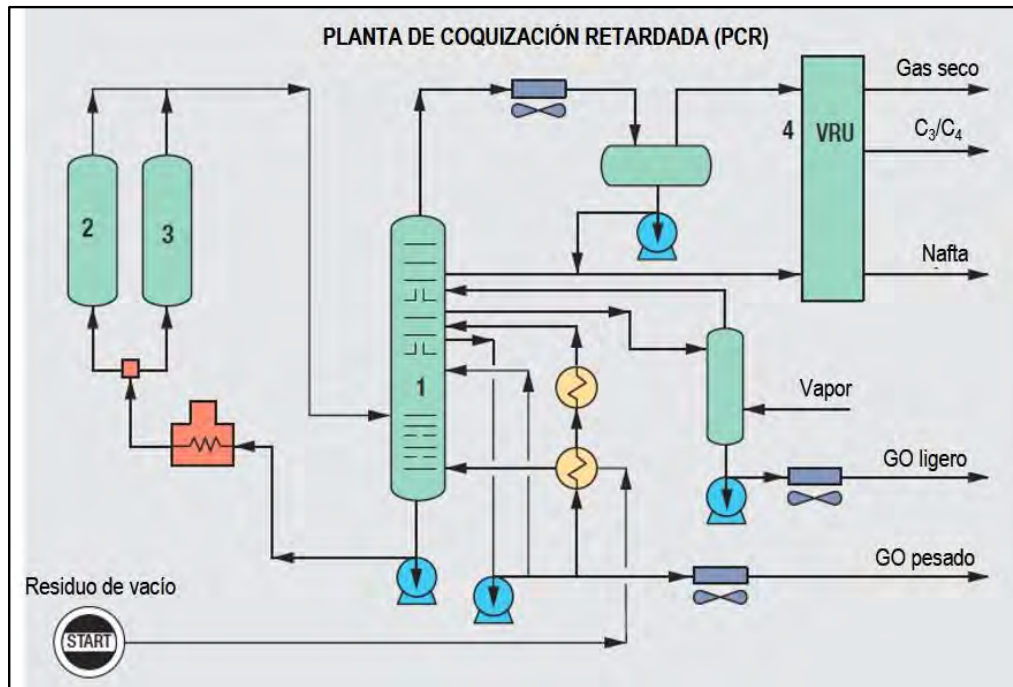 PLANTA DE COQUIZACIÓN RETARDADA (PCR)
Gas seco
4
VRU
C₃/C₄
2
3
Nafta
1
Vapor
GO ligero
GO pesado
Residuo de vacío
START